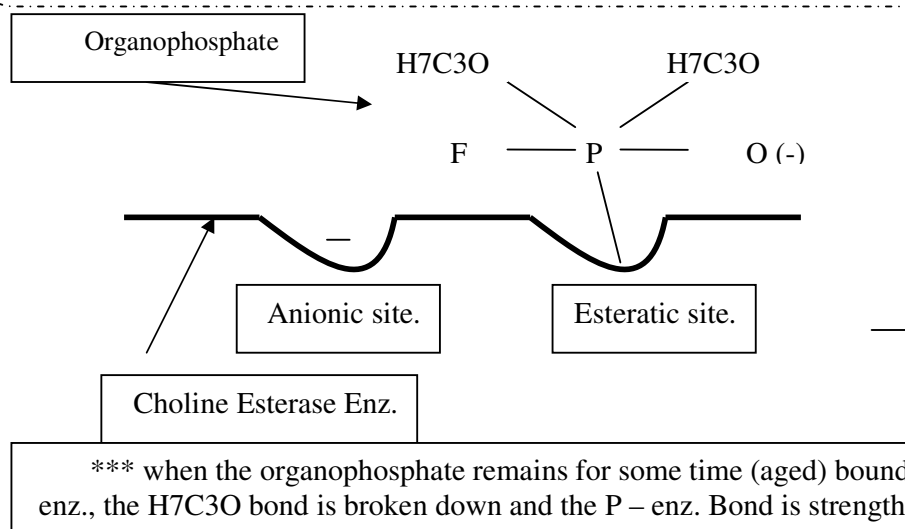 Organophosphate
H7C3O H7C3O
F P O (-)
Anionic site. Esteratic site.
Choline Esterase Enz.
*** when the organophosphate remains for some time (aged) bound
enz., the H7C3O bond is broken down and the P – enz. Bond is strength